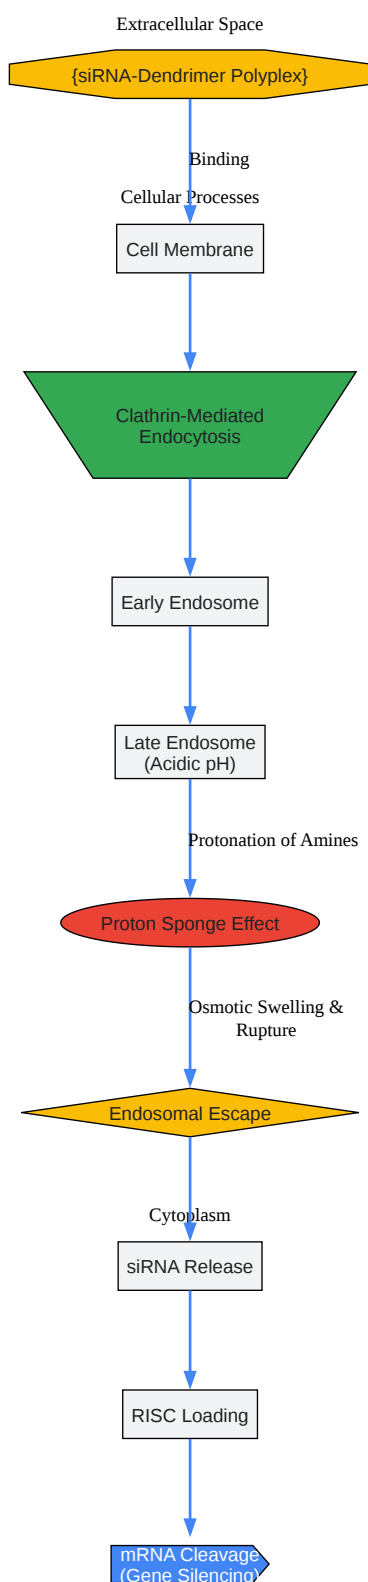 Extracellular Space
{siRNA-Dendrimer Polyplex}
Binding
Cellular Processes
Cell Membrane
Clathrin-Mediated
Endocytosis
Early Endosome
Late Endosome
(Acidic pH)
Protonation of Amines
Proton Sponge Effect
Osmotic Swelling &
Rupture
Endosomal Escape
Cytoplasm
siRNA Release
RISC Loading
mRNA Cleavage
(Gene Silencing)